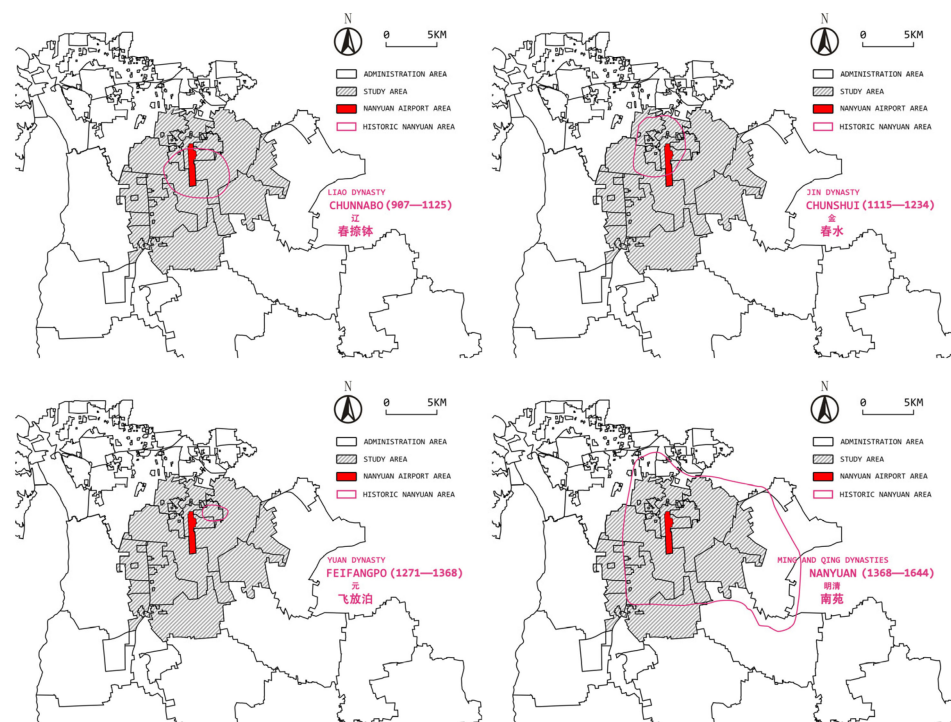 N
0 5KM
ADMINISTRATION AREA
STUDY AREA
NANYUAN AIRPORT AREA
HISTORIC NANYUAN AREA
LIAO DYNASTY
CHUNNABO (907——1125)
辽
春捺钵
N
0 5KM
ADMINISTRATION AREA
STUDY AREA
NANYUAN AIRPORT AREA
HISTORIC NANYUAN AREA
JIN DYNASTY
CHUNSHUI (1115——1234)
金
春水
N
0 5KM
ADMINISTRATION AREA
STUDY AREA
NANYUAN AIRPORT AREA
HISTORIC NANYUAN AREA
YUAN DYNASTY
FEIFANGPO (1271——1368)
元
飞放泊
N
0 5KM
ADMINISTRATION AREA
STUDY AREA
NANYUAN AIRPORT AREA
HISTORIC NANYUAN AREA
MING AND QING DYNASTIES
NANYUAN (1368——1644)
明清
南苑